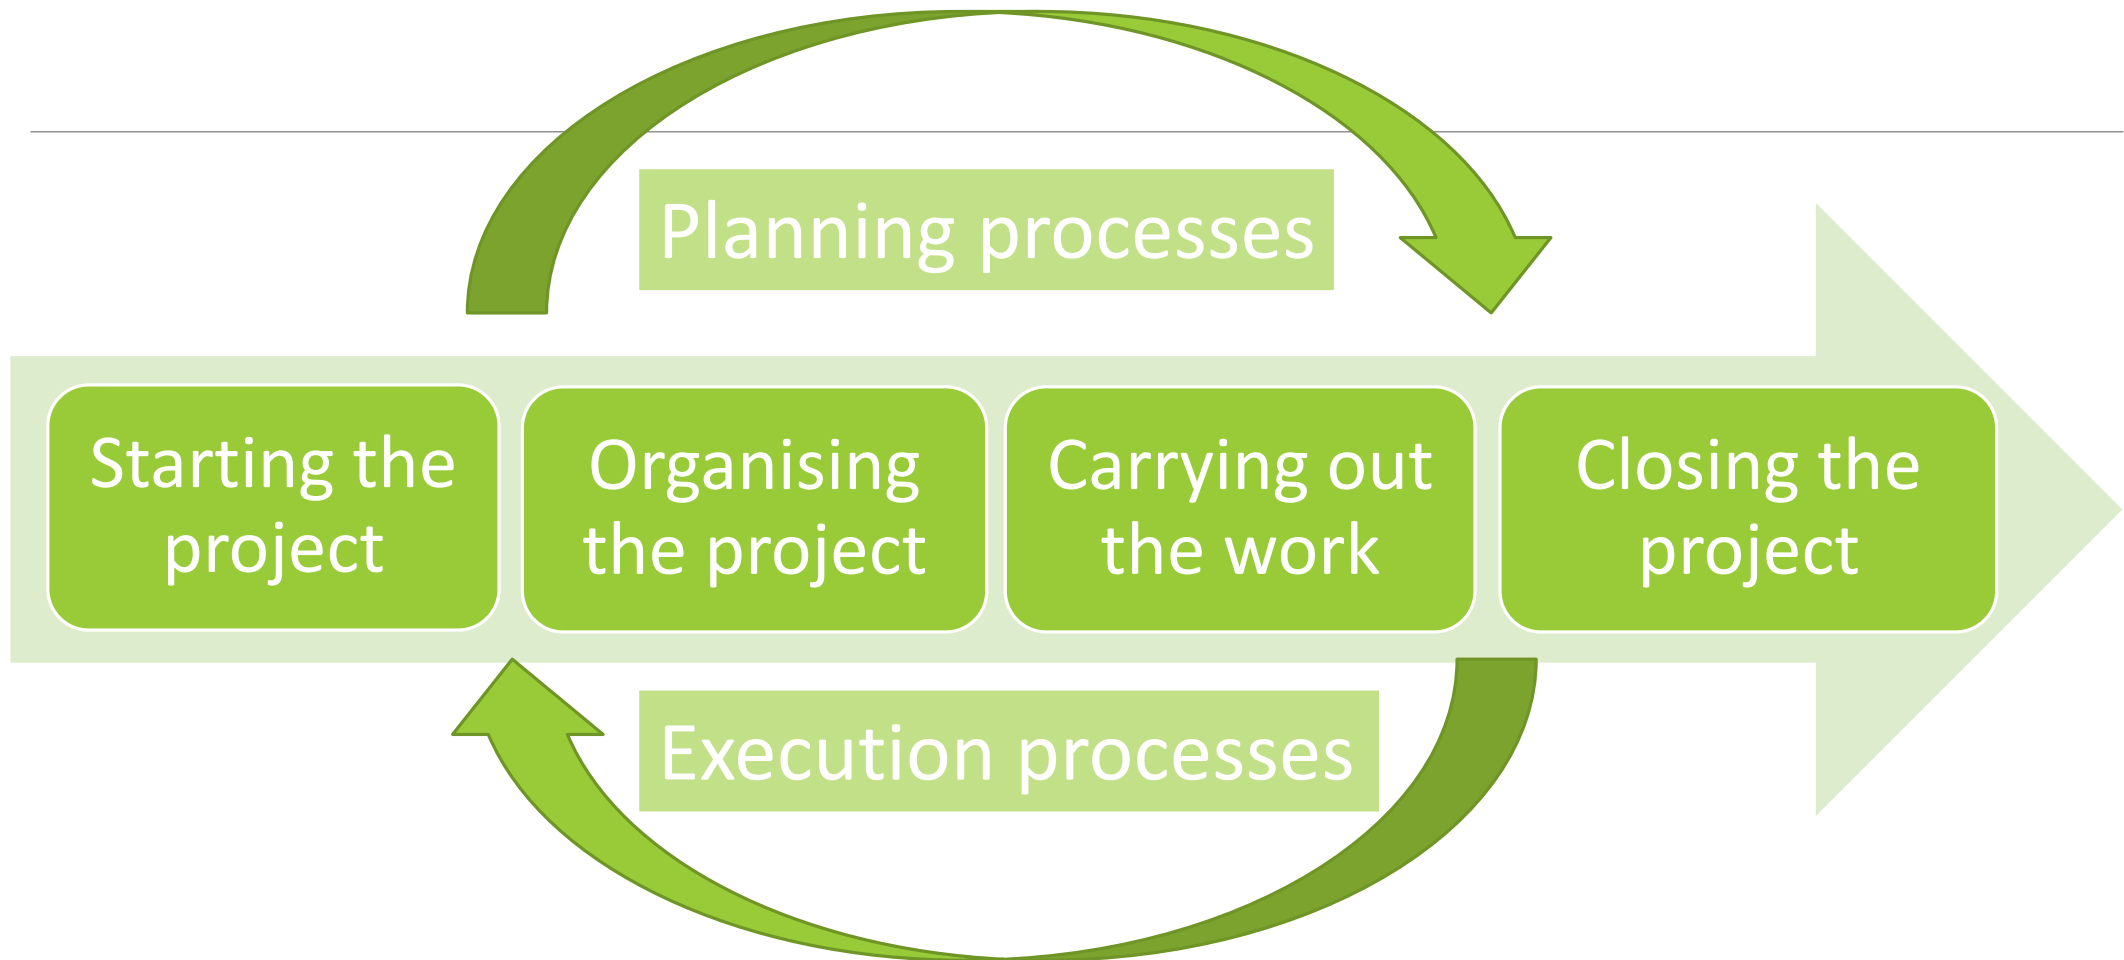 Planning processes
Starting the
project
Organising
the project
Carrying out
the work
Closing the
project
Execution processes